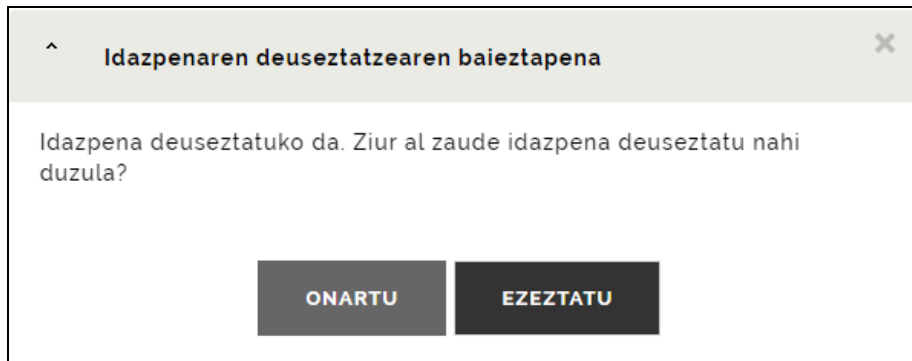 Idazpenaren deuseztatzearen baieztapena
Idazpena deuseztatuko da. Ziur al zaude idazpena deuseztatu nahi
duzula?
ONARTU EZEZTATU